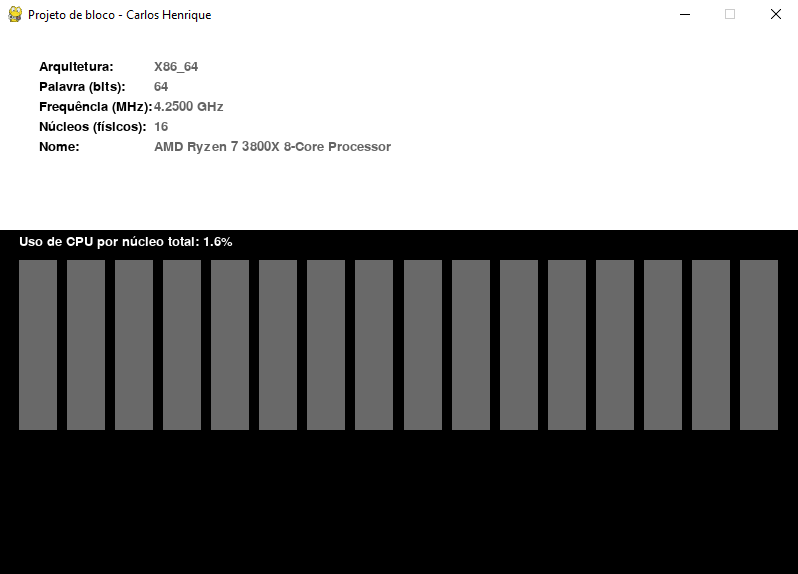 Projeto de bloco - Carlos Henrique
Arquitetura: X86_64
Palavra (bits): 64
Frequência (MHz): 4.2500 GHz
Núcleos (físicos): 16
Nome: AMD Ryzen 7 3800X 8-Core Processor
Uso de CPU por núcleo total: 1.6%